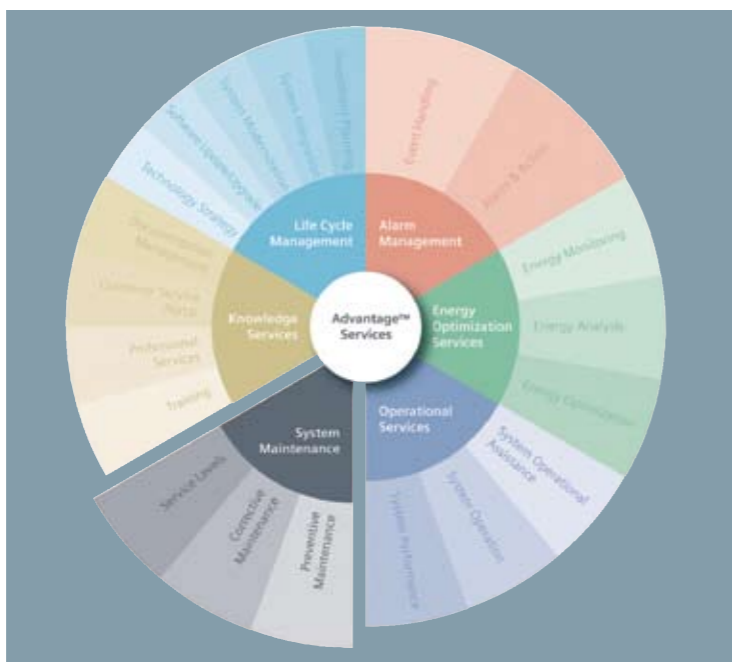 Advantage™
Services
Life Cycle
Management
Alarm
Management
Energy
Optimization
Services
Operational
Services
System
Maintenance
Knowledge
Services
Event Handling
Alarm & Action
Energy Monitoring
Energy Analysis
Energy Optimization
System Operational
Assistance
System Operation
System Performance
Preventive
Maintenance
Corrective
Maintenance
Service Levels
Training
Professional
Services
Customer Service
Portal
Documentation
Management
Technology Strategy
Software Update/Upgrade
System Modernization
System
Planning